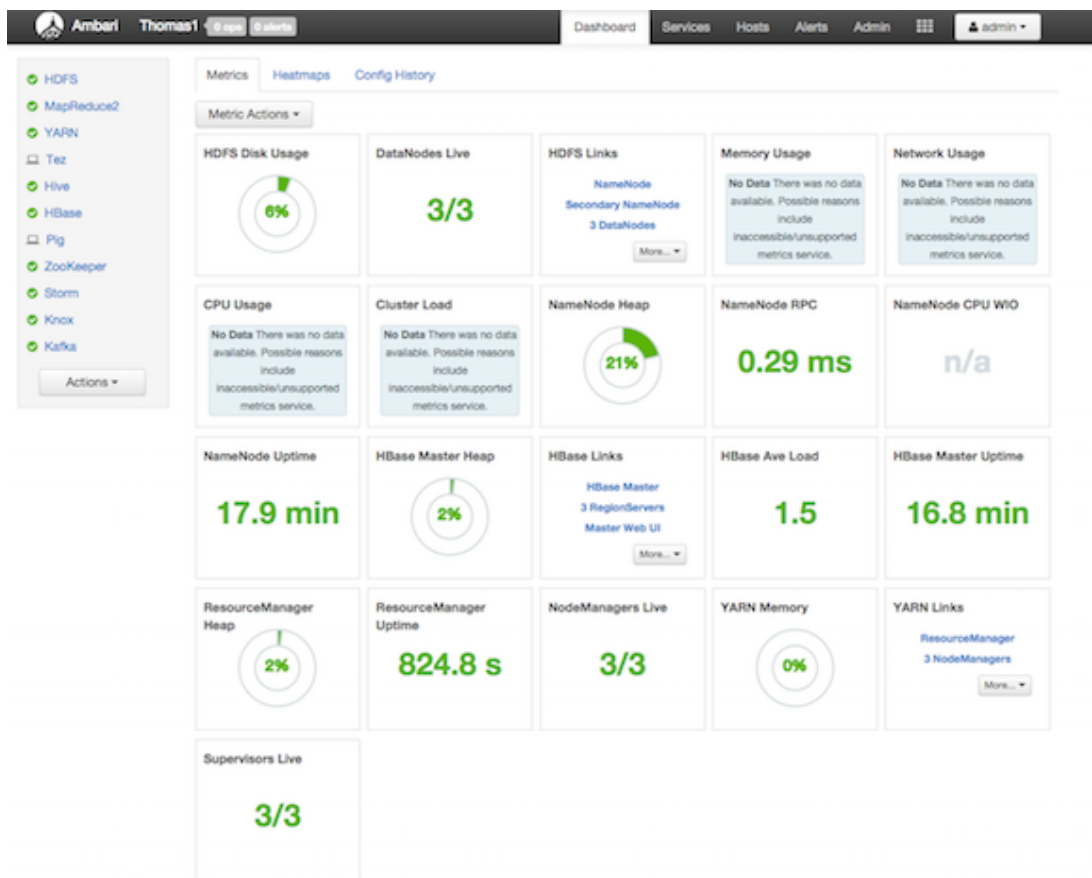 Ambari Thomas1 0 ops 0 alerts Dashboard Services Hosts Alerts Admin admin
HDFS
MapReduce2
YARN
Tez
Hive
HBase
Pig
ZooKeeper
Storm
Knox
Kafka
Actions
Metrics Heatmaps Config History
Metric Actions
HDFS Disk Usage
6%
DataNodes Live
3/3
HDFS Links
NameNode
Secondary NameNode
3 DataNodes
More...
Memory Usage
No Data There was no data
available. Possible reasons
include
inaccessible/unsupported
metrics service.
Network Usage
No Data There was no data
available. Possible reasons
include
inaccessible/unsupported
metrics service.
CPU Usage
No Data There was no data
available. Possible reasons
include
inaccessible/unsupported
metrics service.
Cluster Load
No Data There was no data
available. Possible reasons
include
inaccessible/unsupported
metrics service.
NameNode Heap
21%
NameNode RPC
0.29 ms
NameNode CPU WIO
n/a
NameNode Uptime
17.9 min
HBase Master Heap
2%
HBase Links
HBase Master
3 RegionServers
Master Web UI
More...
HBase Ave Load
1.5
HBase Master Uptime
16.8 min
ResourceManager
Heap
2%
ResourceManager
Uptime
824.8 s
NodeManagers Live
3/3
YARN Memory
0%
YARN Links
ResourceManager
3 NodeManagers
More...
Supervisors Live
3/3